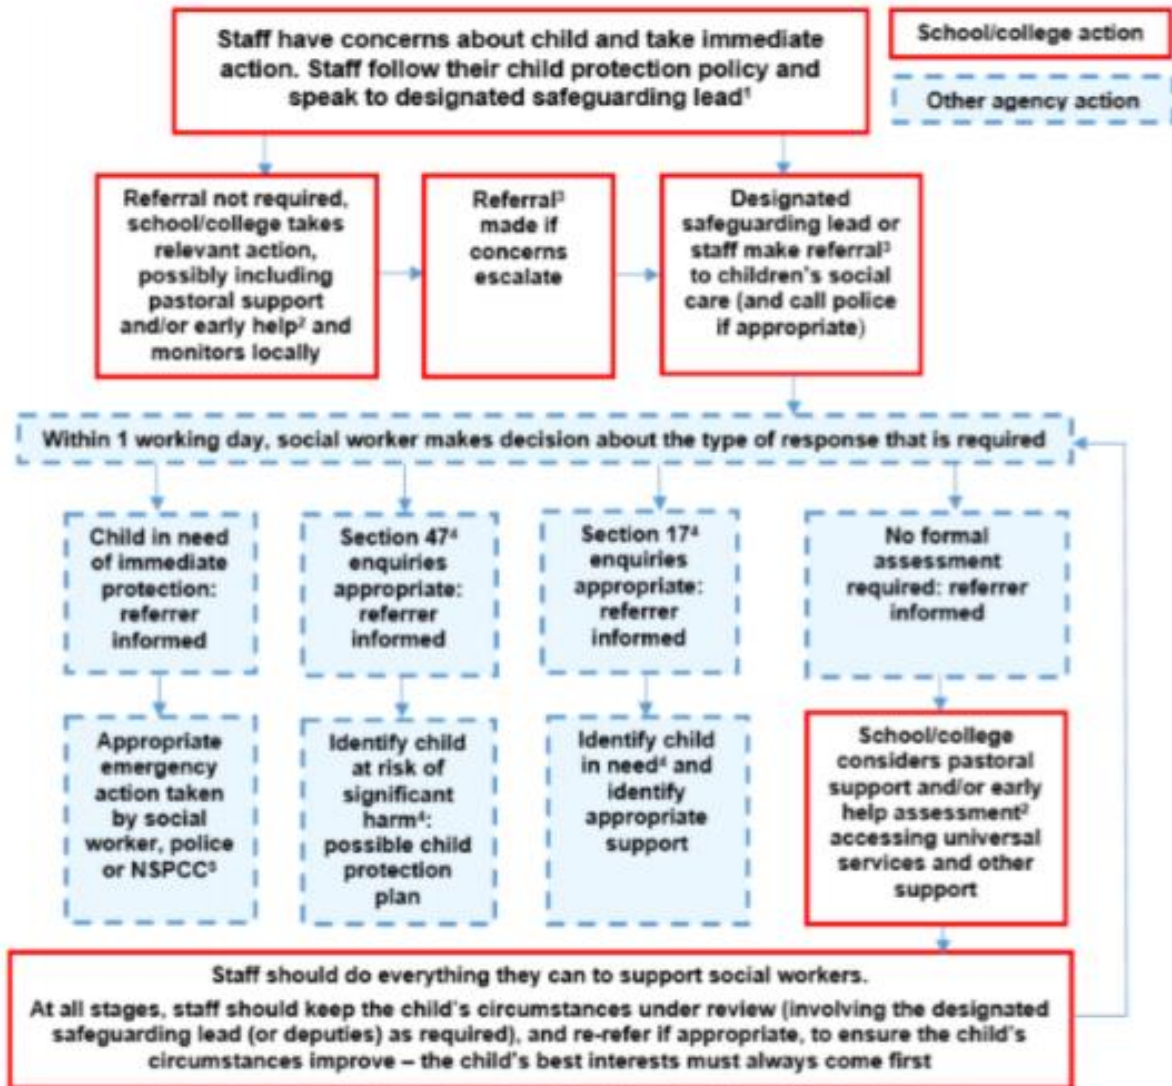 Staff have concerns about child and take immediate
action. Staff follow their child protection policy and
speak to designated safeguarding lead¹
School/college action
Other agency action
Referral not required,
school/college takes
relevant action,
possibly including
pastoral support
and/or early help² and
monitors locally
Referral³
made if
concerns
escalate
Designated
safeguarding lead or
staff make referral³
to children's social
care (and call police
if appropriate)
Within 1 working day, social worker makes decision about the type of response that is required
Child in need
of immediate
protection:
referrer
informed
Section 47⁴
enquiries
appropriate:
referrer
informed
Section 17⁴
enquiries
appropriate:
referrer
informed
No formal
assessment
required: referrer
informed
Appropriate
emergency
action taken
by social
worker, police
or NSPCC⁵
Identify child
at risk of
significant
harm⁴:
possible child
protection
plan
Identify child
in need⁴ and
identify
appropriate
support
School/college
considers pastoral
support and/or early
help assessment²
accessing universal
services and other
support
Staff should do everything they can to support social workers.
At all stages, staff should keep the child's circumstances under review (involving the designated
safeguarding lead (or deputies) as required), and re-refer if appropriate, to ensure the child's
circumstances improve – the child's best interests must always come first